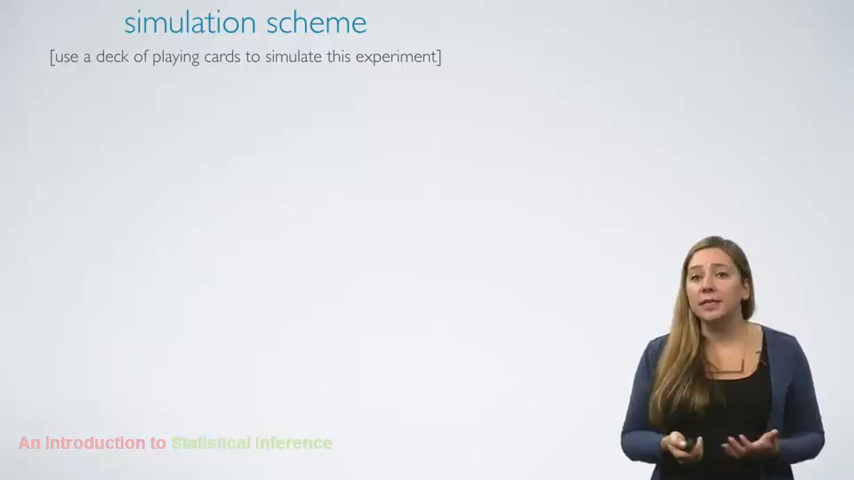 simulation scheme
[use a deck of playing cards to simulate this experiment]
An Introduction to Statistical Inference